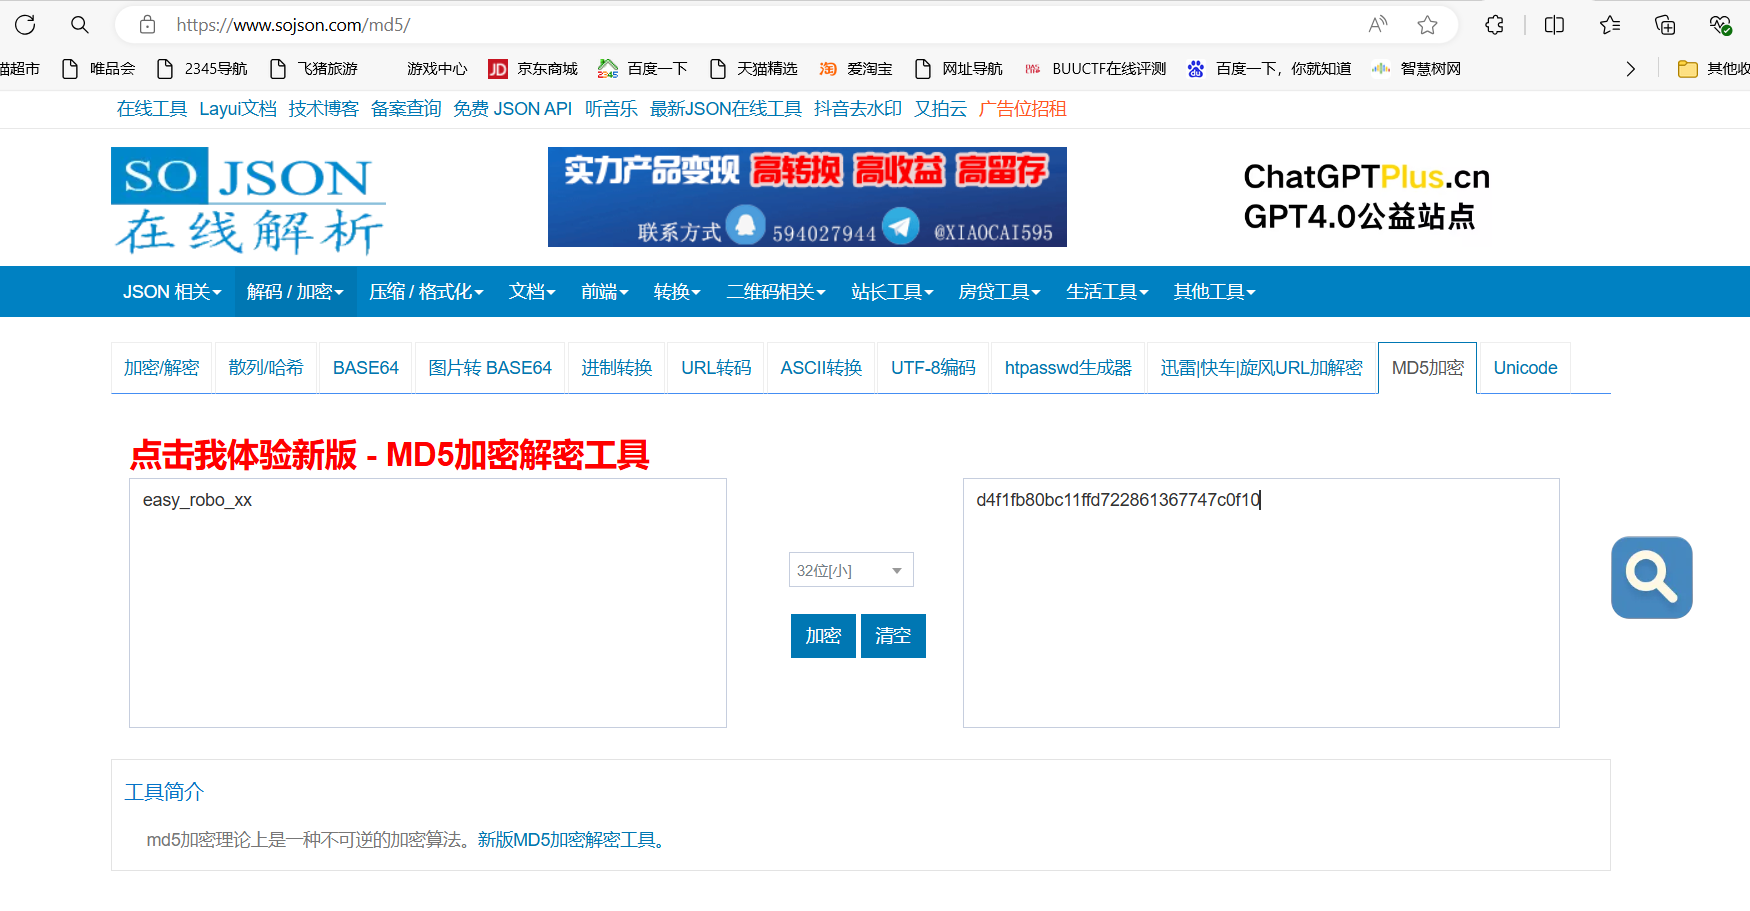 https://www.sojson.com/md5/
猫超市 唯品会 2345导航 飞猪旅游 游戏中心 JD 京东商城 2345 百度一下 天猫精选 淘 爱淘宝 网址导航 BUUCTF在线评测 百度一下，你就知道 智慧树网 其他收
在线工具 Layui文档 技术博客 备案查询 免费 JSON API 听音乐 最新JSON在线工具 抖音去水印 又拍云 广告位招租
SO JSON
在线解析
实力产品变现 高转换 高收益 高留存
联系方式 594027944 @XIAOCAI595
ChatGPTPlus.cn
GPT4.0公益站点
JSON 相关 解码 / 加密 压缩 / 格式化 文档 前端 转换 二维码相关 站长工具 房贷工具 生活工具 其他工具
加密/解密 散列/哈希 BASE64 图片转 BASE64 进制转换 URL转码 ASCII转换 UTF-8编码 htpasswd生成器 迅雷|快车|旋风URL加解密 MD5加密 Unicode
点击我体验新版 - MD5加密解密工具
easy_robo_xx
d4f1fb80bc11ffd722861367747c0f10
32位[小]
加密 清空
工具简介
md5加密理论上是一种不可逆的加密算法。新版MD5加密解密工具。